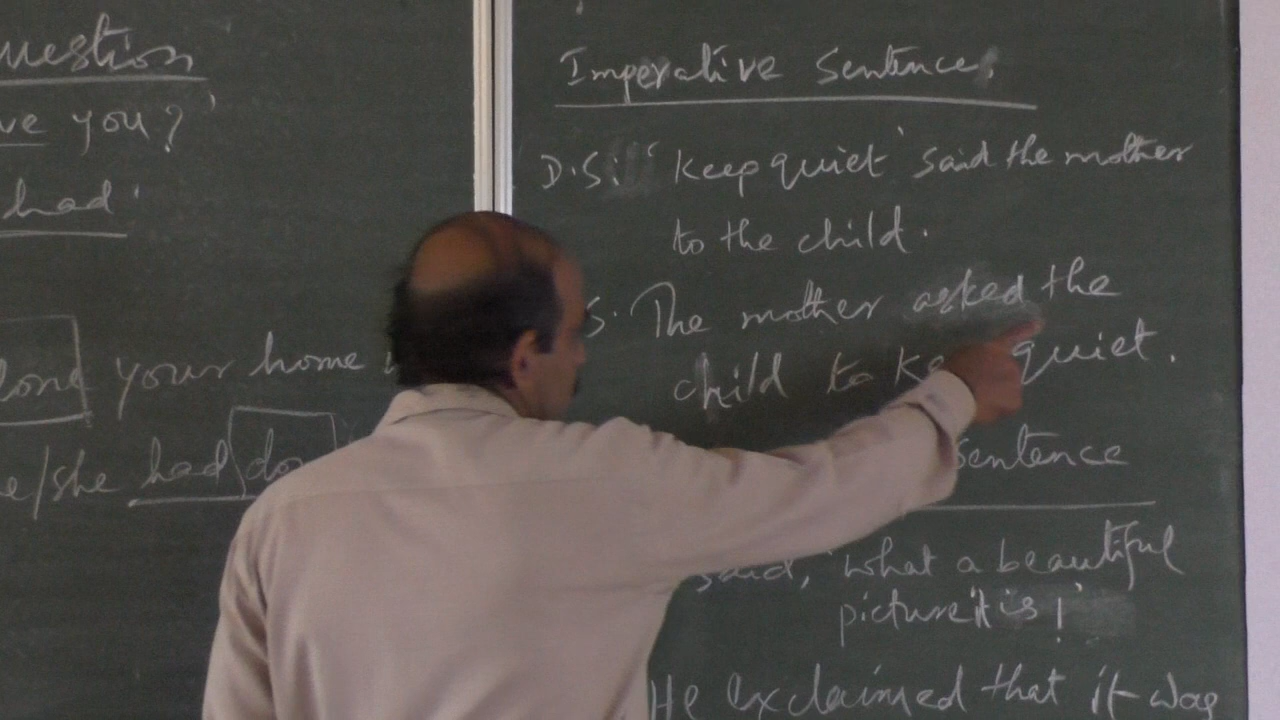 uestion
ve you?'
had'
lone your home
e/she had do
Imperative Sentence.
D.S: 'Keep quiet' said the mother
to the child.
S. The mother asked the
child to ke quiet.
sentence
said, 'what a beautiful
picture it is!'
He exclaimed that it was